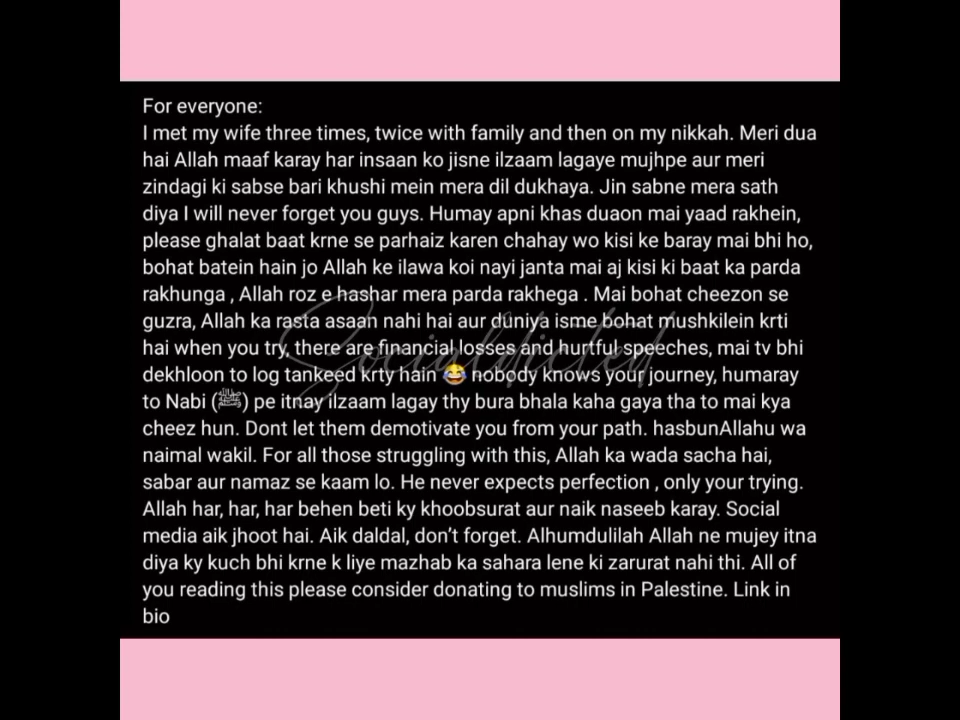 For everyone:
I met my wife three times, twice with family and then on my nikkah. Meri dua
hai Allah maaf karay har insaan ko jisne ilzaam lagaye mujhpe aur meri
zindagi ki sabse bari khushi mein mera dil dukhaya. Jin sabne mera sath
diya I will never forget you guys. Humay apni khas duaon mai yaad rakhein,
please ghalat baat krne se parhaiz karen chahay wo kisi ke baray mai bhi ho,
bohat batein hain jo Allah ke ilawa koi nayi janta mai aj kisi ki baat ka parda
rakhunga , Allah roz e hashar mera parda rakhega . Mai bohat cheezon se
guzra, Allah ka rasta asaan nahi hai aur duniya isme bohat mushkilein krti
hai when you try, there are financial losses and hurtful speeches, mai tv bhi
dekhloon to log tankeed krty hain 😂 nobody knows your journey, humaray
to Nabi (ﷺ) pe itnay ilzaam lagay thy bura bhala kaha gaya tha to mai kya
cheez hun. Dont let them demotivate you from your path. hasbunAllahu wa
naimal wakil. For all those struggling with this, Allah ka wada sacha hai,
sabar aur namaz se kaam lo. He never expects perfection , only your trying.
Allah har, har, har behen beti ky khoobsurat aur naik naseeb karay. Social
media aik jhoot hai. Aik daldal, don’t forget. Alhumdulilah Allah ne mujey itna
diya ky kuch bhi krne k liye mazhab ka sahara lene ki zarurat nahi thi. All of
you reading this please consider donating to muslims in Palestine. Link in
bio
Socialdicted